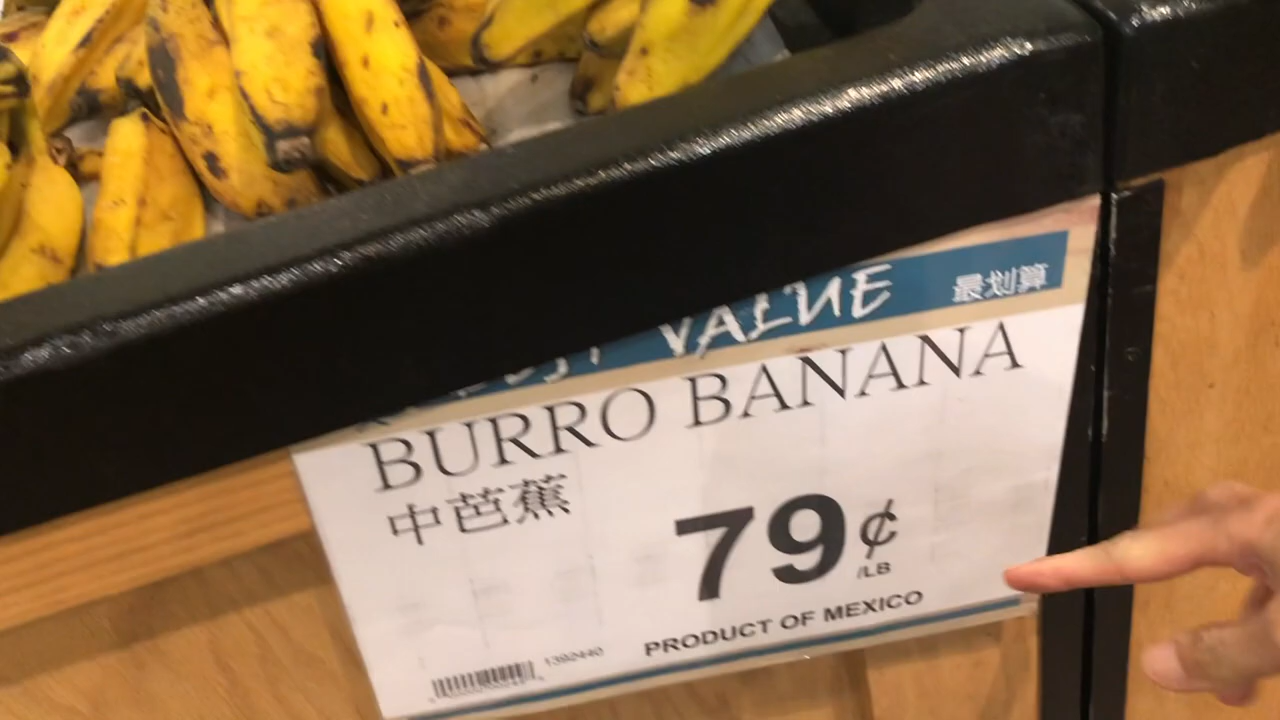 VALUE 最划算
BURRO BANANA
中芭蕉
79¢
/LB
PRODUCT OF MEXICO
1392440